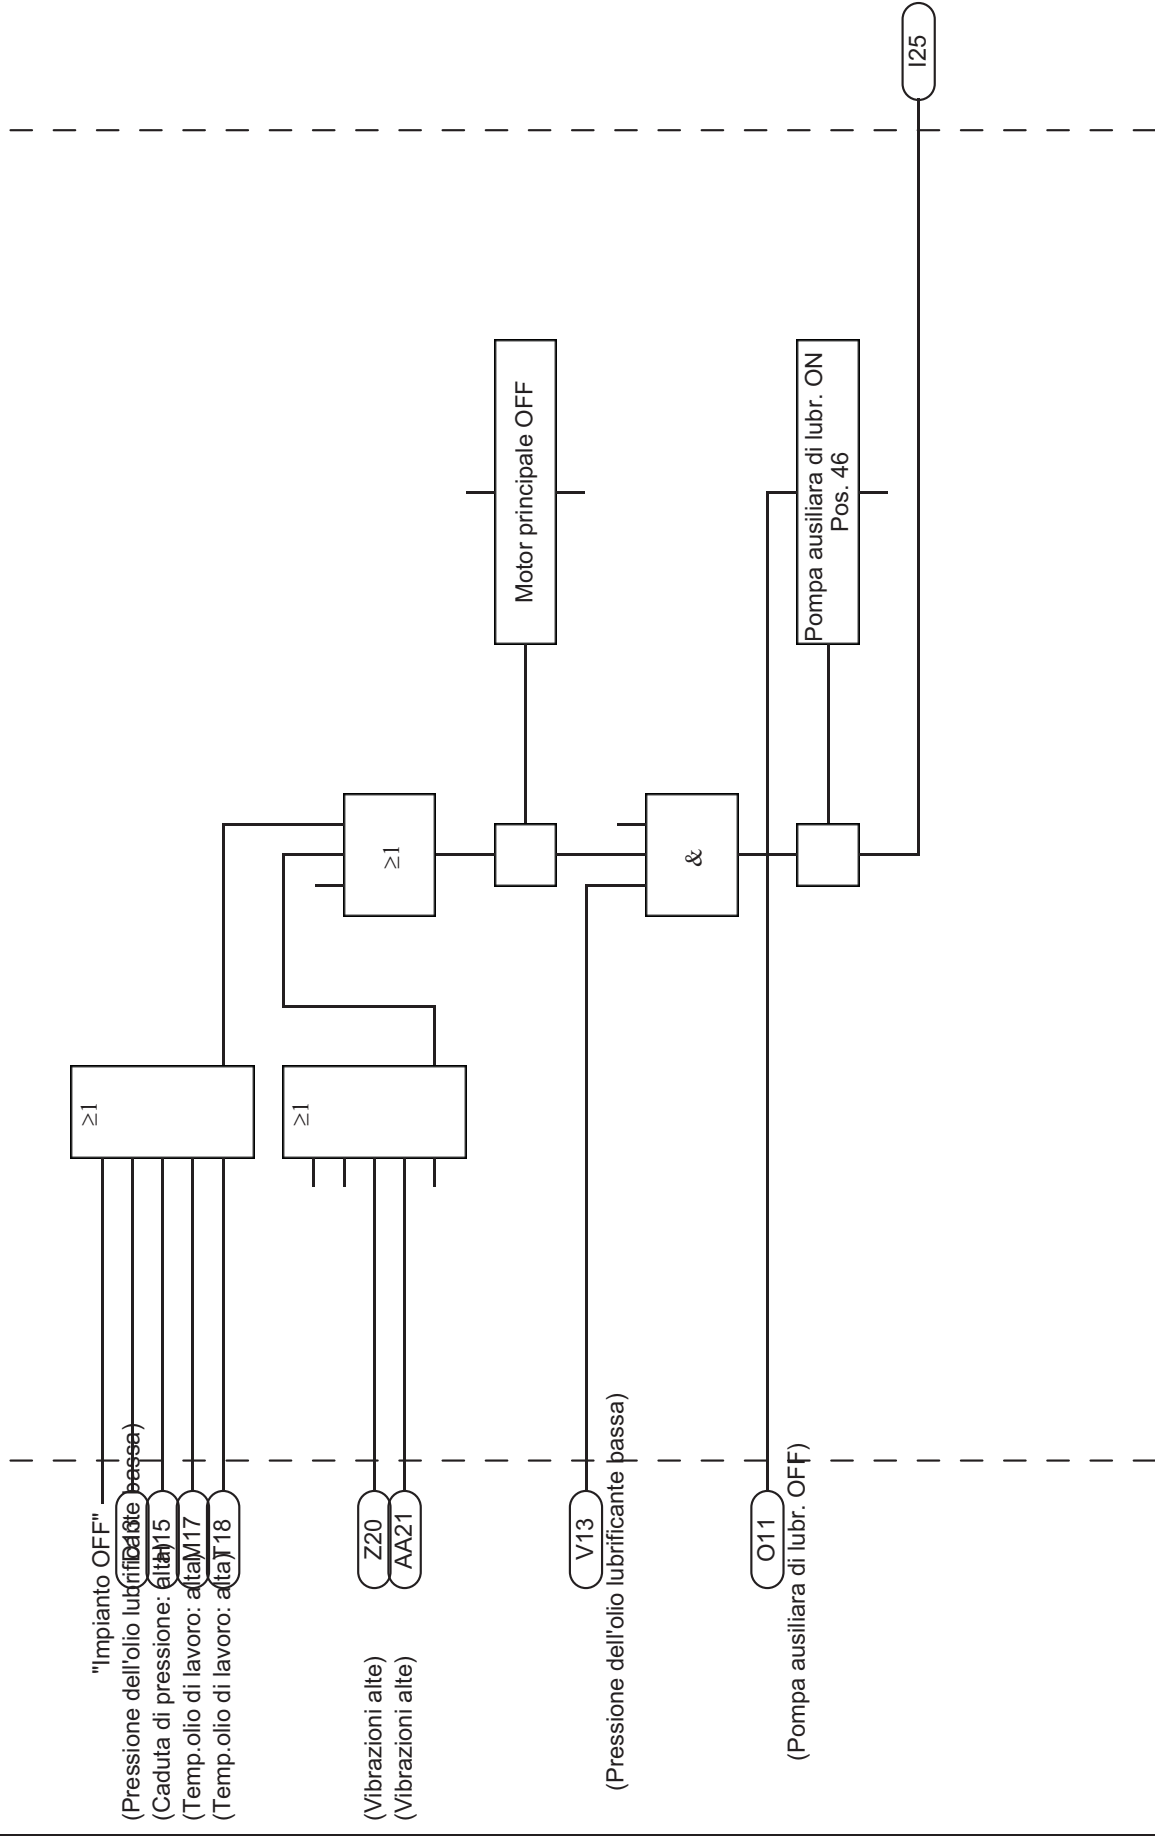 "Impianto OFF"
(Pressione dell'olio lubrificante bassa)
(Caduta di pressione: alta)
H15
(Temp.olio di lavoro: alta)
M17
(Temp.olio di lavoro: alta)
T18
≥1
(Vibrazioni alte)
Z20
(Vibrazioni alte)
AA21
≥1
≥1
Motor principale OFF
V13
(Pressione dell'olio lubrificante bassa)
&
O11
(Pompa ausiliara di lubr. OFF)
Pompa ausiliara di lubr. ON
Pos. 46
I25